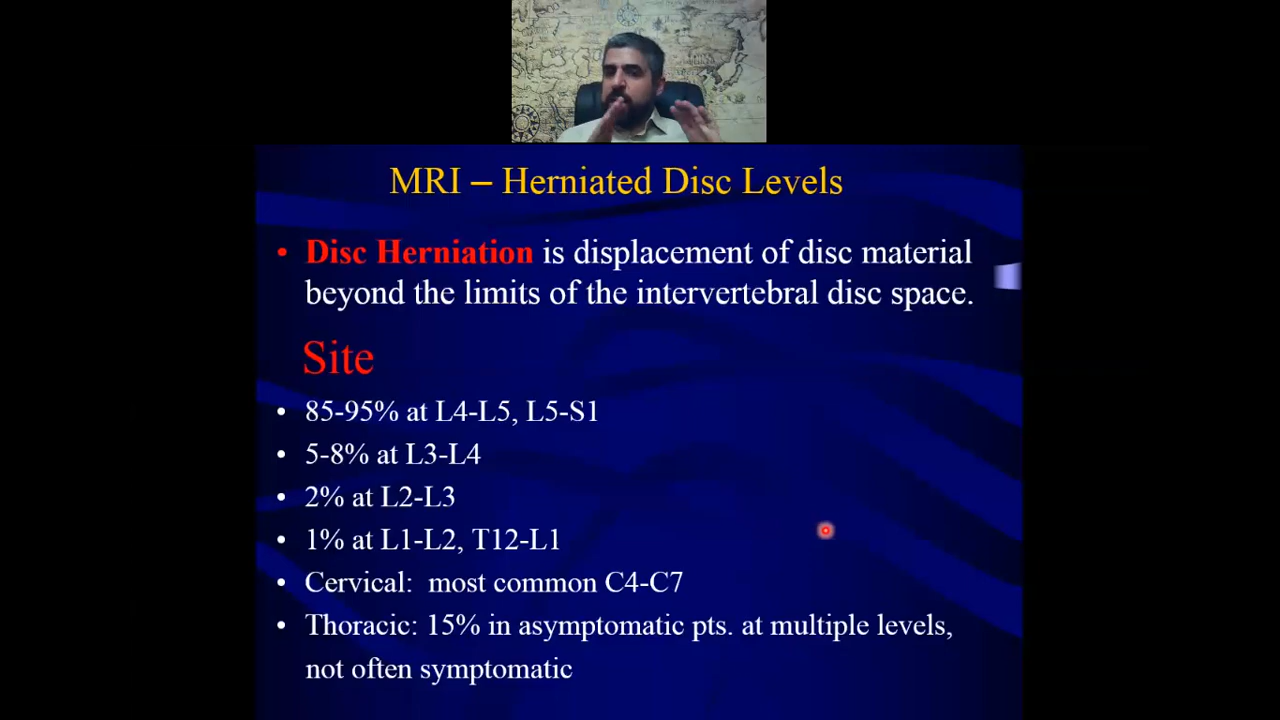 MRI – Herniated Disc Levels
• Disc Herniation is displacement of disc material
beyond the limits of the intervertebral disc space.
Site
• 85-95% at L4-L5, L5-S1
• 5-8% at L3-L4
• 2% at L2-L3
• 1% at L1-L2, T12-L1
• Cervical:  most common C4-C7
• Thoracic: 15% in asymptomatic pts. at multiple levels,
not often symptomatic